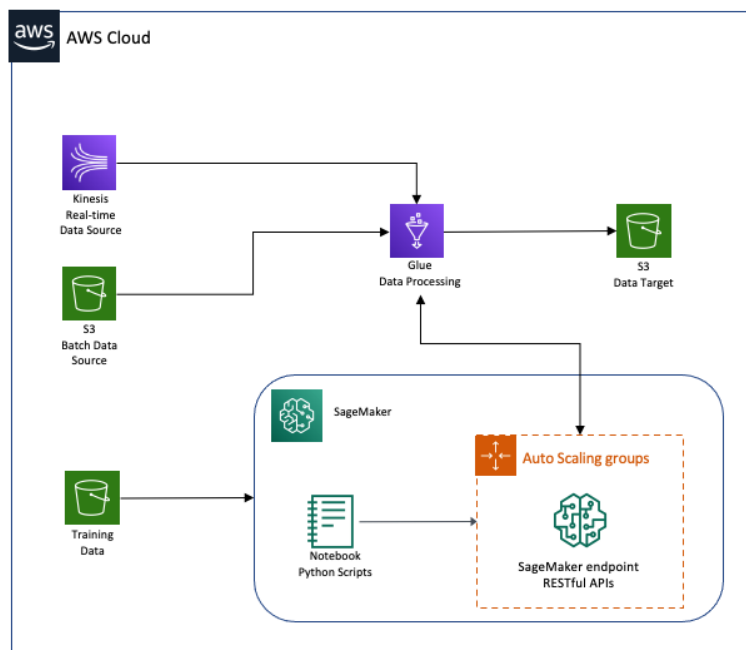 aws
AWS Cloud
Kinesis
Real-time
Data Source
Glue
Data Processing
S3
Data Target
S3
Batch Data
Source
SageMaker
Auto Scaling groups
Training
Data
Notebook
Python Scripts
SageMaker endpoint
RESTful APIs